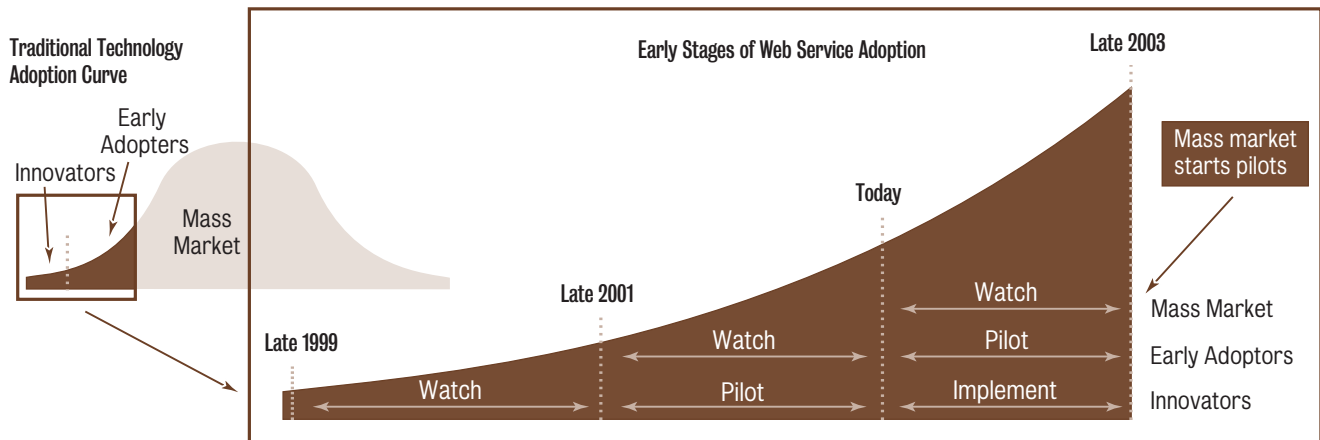 Traditional Technology
Adoption Curve
Early
Adopters
Innovators
Mass
Market
Early Stages of Web Service Adoption
Late 2003
Mass market
starts pilots
Today
Late 2001
Late 1999
Watch
Mass Market
Watch
Pilot
Early Adoptors
Watch
Pilot
Implement
Innovators